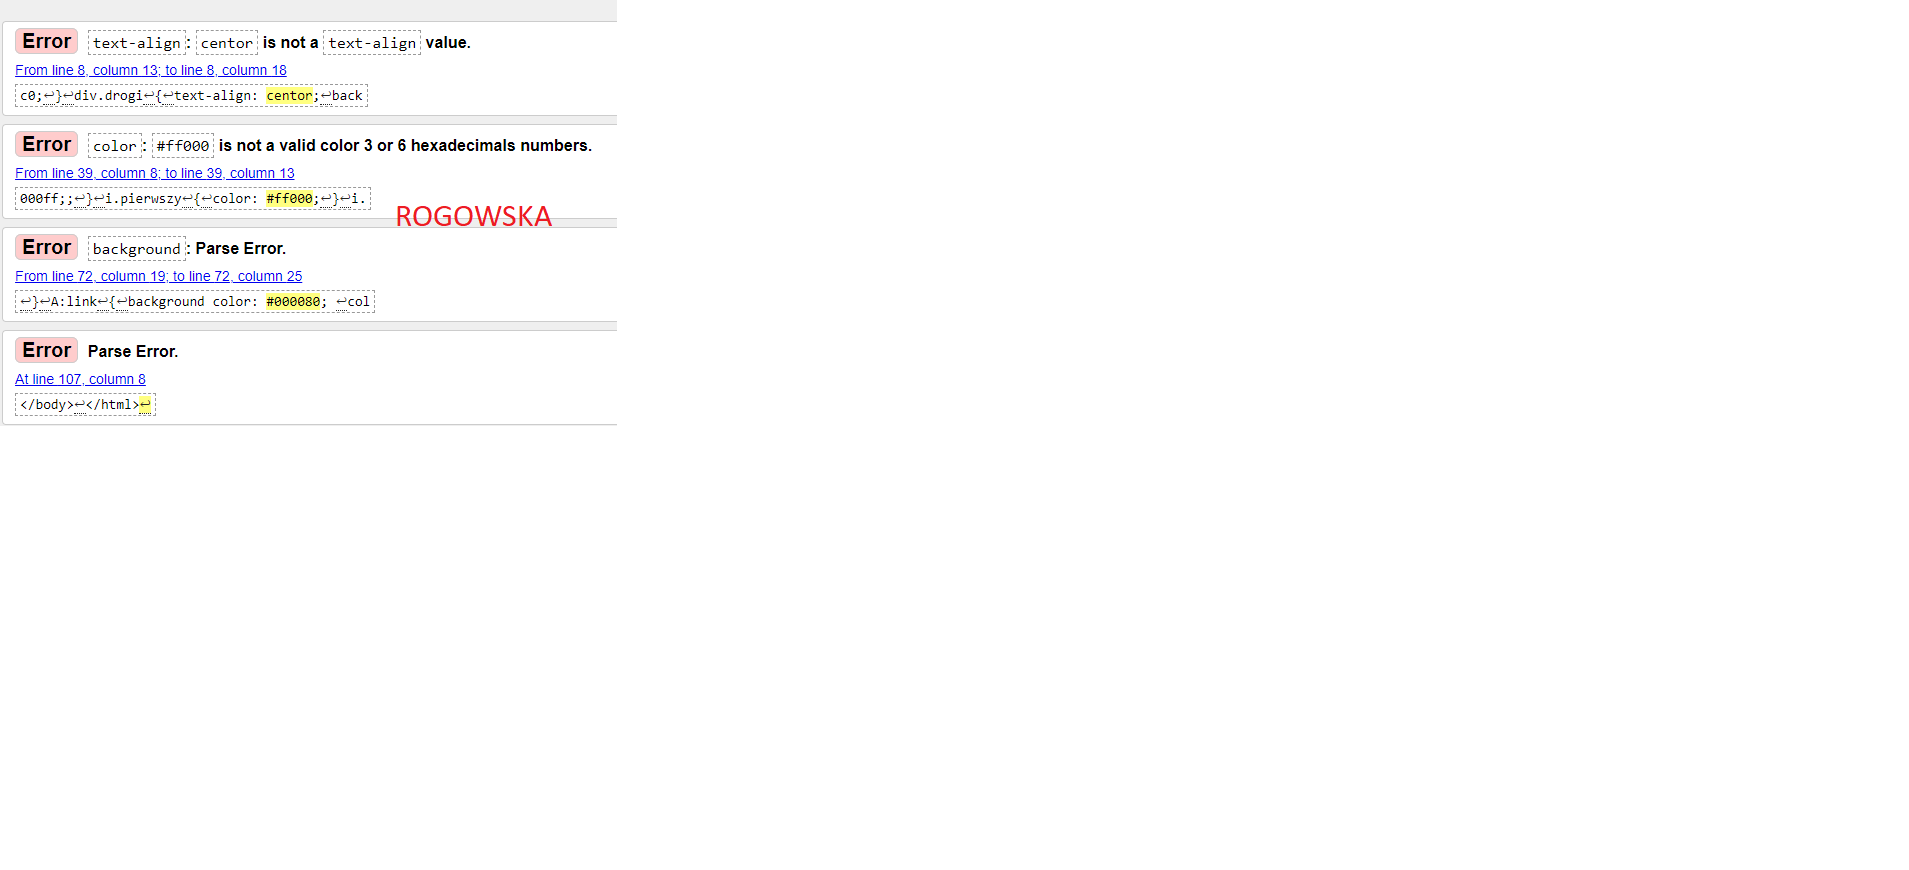 Error text-align: centor is not a text-align value.
From line 8, column 13; to line 8, column 18
c0;↩}↩div.drogi↩{↩text-align: centor;↩back
Error color: #ff000 is not a valid color 3 or 6 hexadecimals numbers.
From line 39, column 8; to line 39, column 13
000ff;;↩}↩i.pierwszy↩{↩color: #ff000;↩}↩i.
ROGOWSKA
Error background: Parse Error.
From line 72, column 19; to line 72, column 25
↩}↩A:link↩{↩background color: #000080; ↩col
Error Parse Error.
At line 107, column 8
</body>↩</html>↩